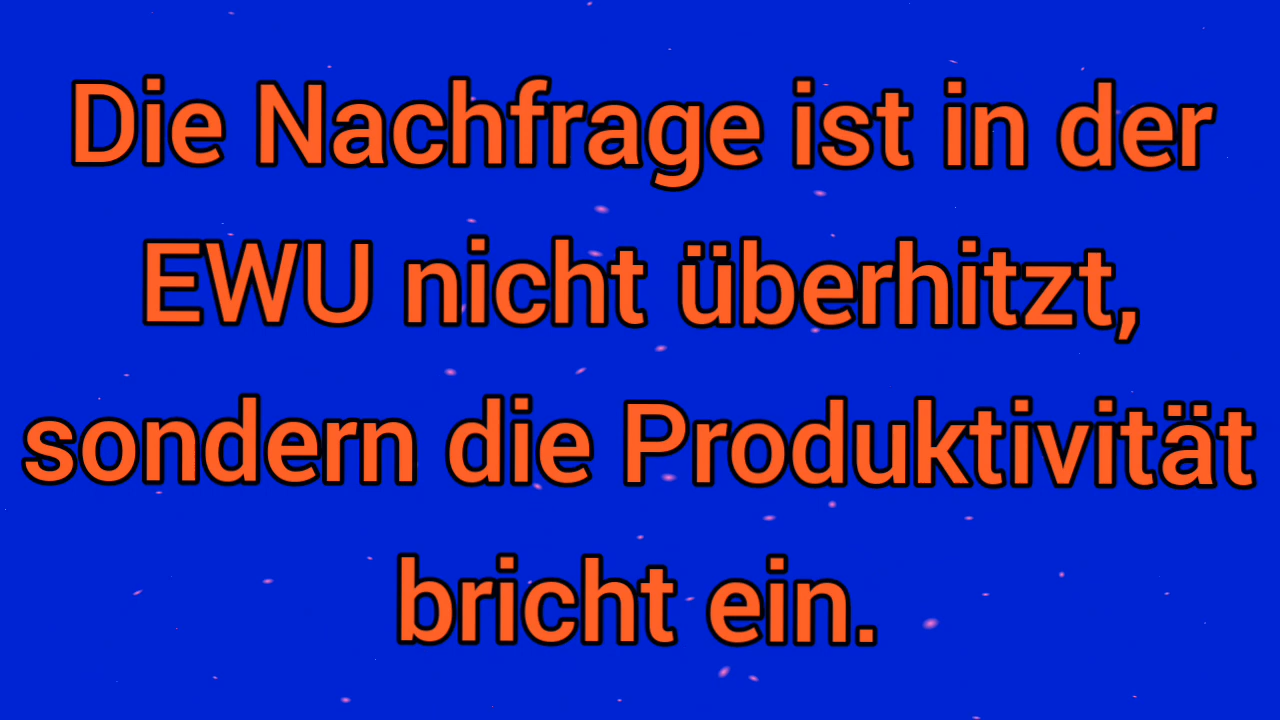 Die Nachfrage ist in der
EWU nicht überhitzt,
sondern die Produktivität
bricht ein.